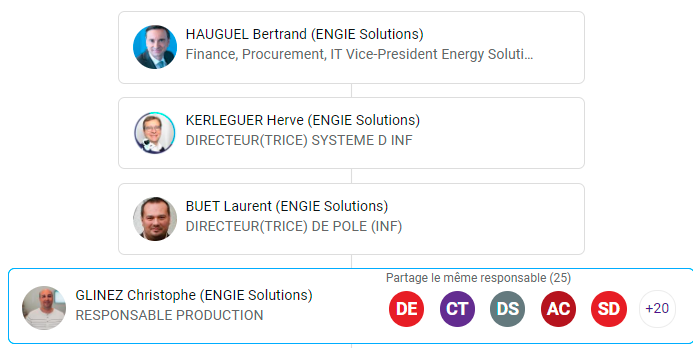 HAUGUEL Bertrand (ENGIE Solutions)
Finance, Procurement, IT Vice-President Energy Soluti...
KERLEGUER Herve (ENGIE Solutions)
DIRECTEUR(TRICE) SYSTEME D INF
BUET Laurent (ENGIE Solutions)
DIRECTEUR(TRICE) DE POLE (INF)
Partage le même responsable (25)
GLINEZ Christophe (ENGIE Solutions)
RESPONSABLE PRODUCTION
DE CT DS AC SD +20